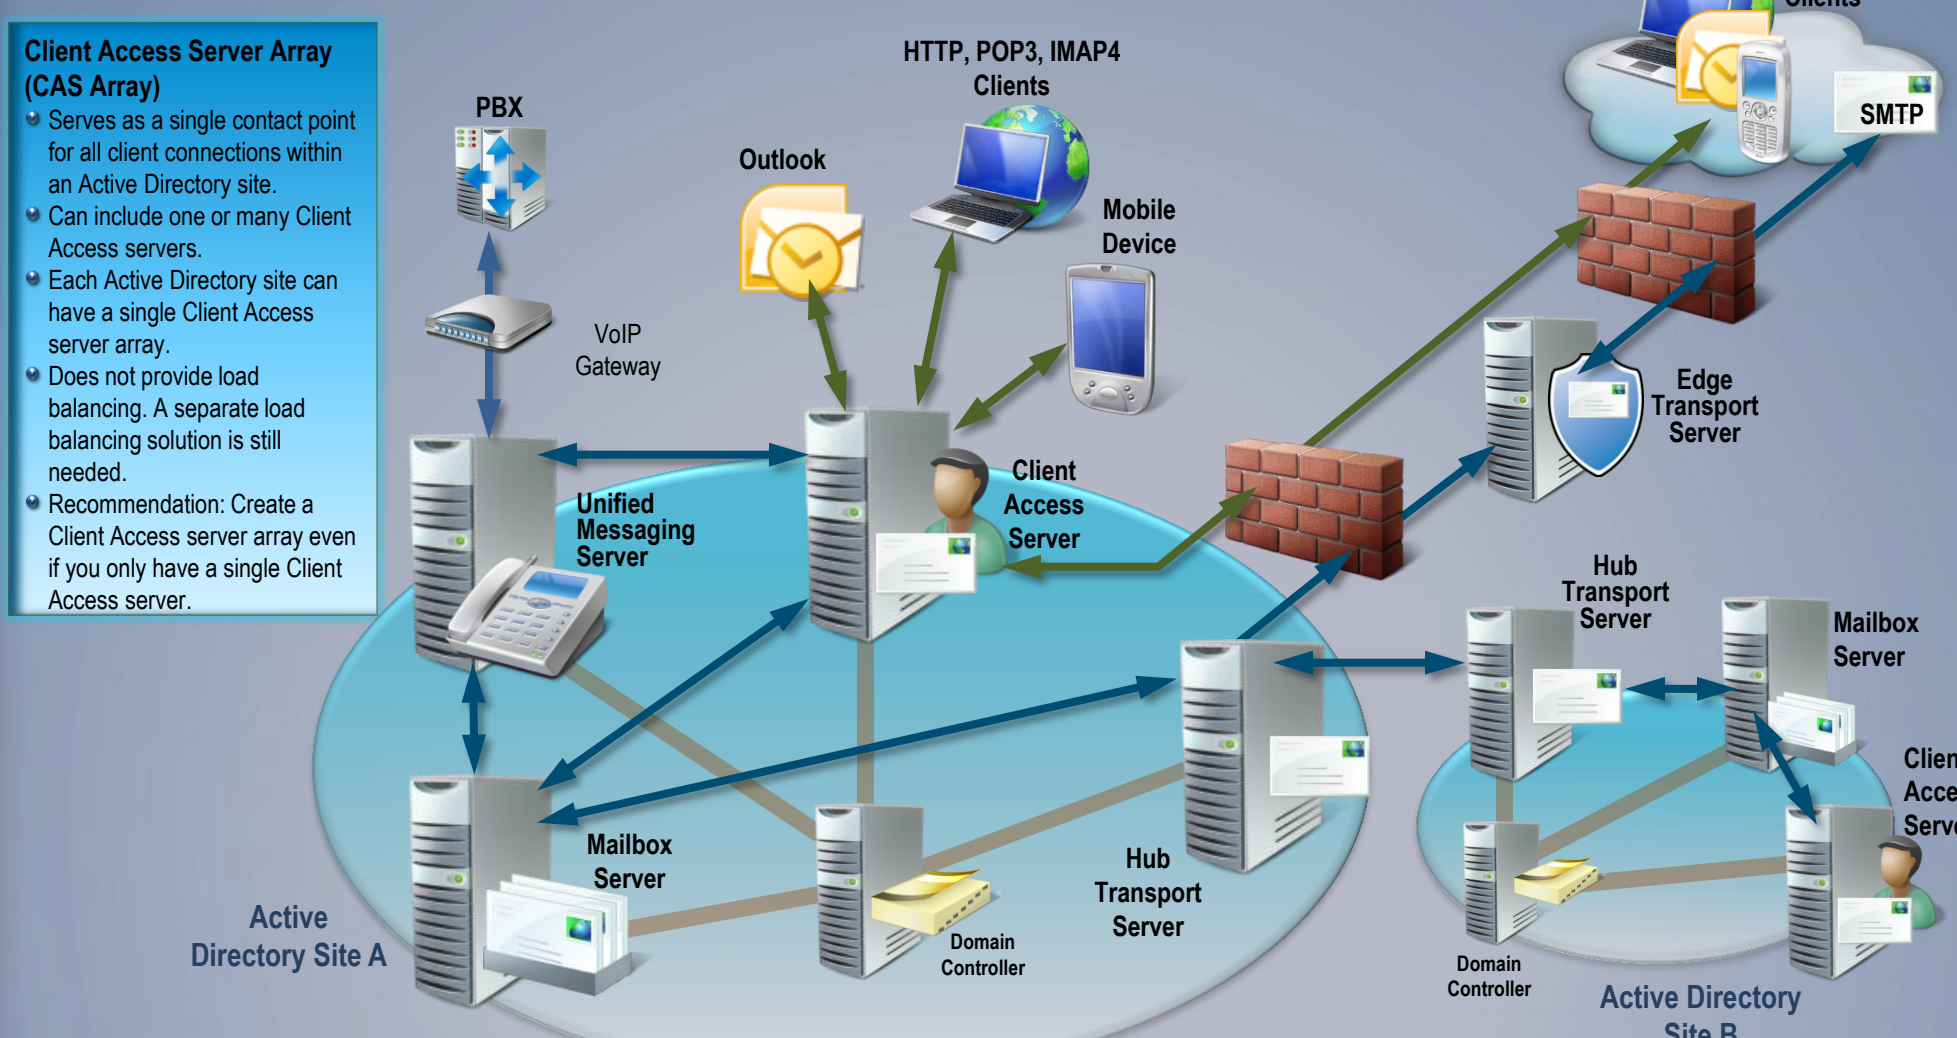 Client Access Server Array
(CAS Array)
Serves as a single contact point
for all client connections within
an Active Directory site.
Can include one or many Client
Access servers.
Each Active Directory site can
have a single Client Access
server array.
Does not provide load
balancing. A separate load
balancing solution is still
needed.
Recommendation: Create a
Client Access server array even
if you only have a single Client
Access server.
PBX
VoIP
Gateway
Outlook
HTTP, POP3, IMAP4
Clients
Mobile
Device
Clients
SMTP
Edge
Transport
Server
Unified
Messaging
Server
Client
Access
Server
Hub
Transport
Server
Mailbox
Server
Mailbox
Server
Domain
Controller
Hub
Transport
Server
Active
Directory Site A
Domain
Controller
Active Directory
Site B